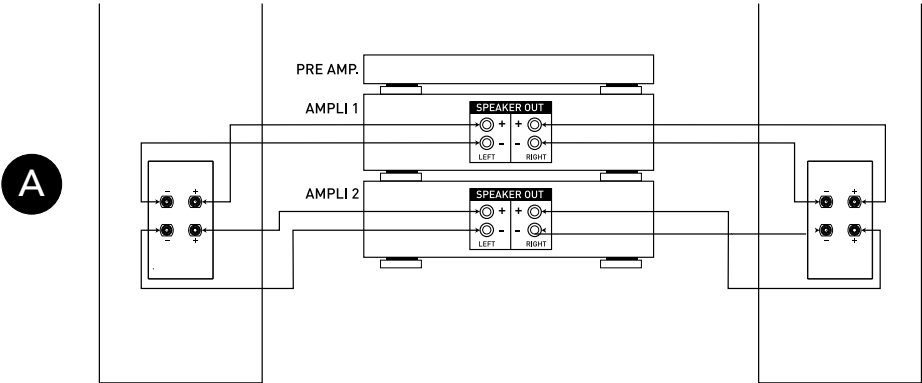 PRE AMP.
AMPLI 1
SPEAKER OUT
+ +
- -
LEFT RIGHT
A
- +
- +
- +
- +
AMPLI 2
SPEAKER OUT
+ +
- -
LEFT RIGHT